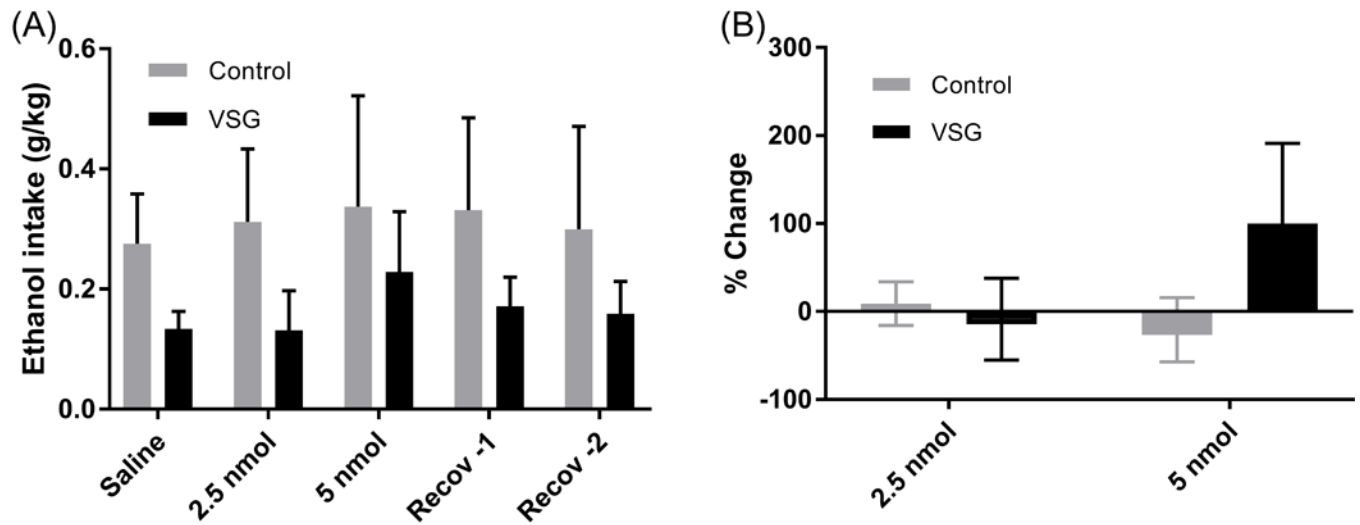 (A)
Ethanol intake (g/kg)
0.6
0.4
0.2
0.0
Control
VSG
Saline
2.5 nmol
5 nmol
Recov -1
Recov -2
(B)
% Change
300
200
100
0
-100
Control
VSG
2.5 nmol
5 nmol